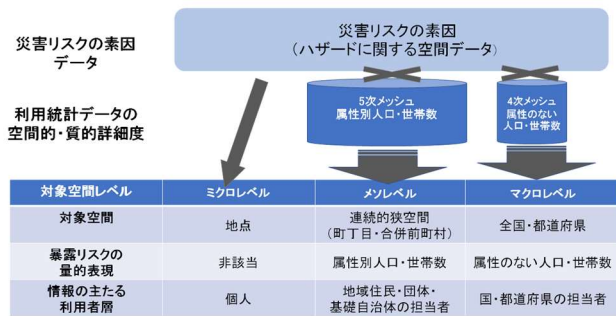 災害リスクの素因
データ
災害リスクの素因
(ハザードに関する空間データ)
利用統計データの
空間的・質的詳細度
5次メッシュ
属性別人口・世帯数
4次メッシュ
属性のない
人口・世帯数
対象空間レベル ミクロレベル メソレベル マクロレベル
対象空間 地点 連続的狭空間 全国・都道府県
(町丁目・合併前町村)
暴露リスクの 非該当 属性別人口・世帯数 属性のない人口・世帯数
量的表現
情報の主たる 個人 地域住民・団体・ 国・都道府県の担当者
利用者層 基礎自治体の担当者